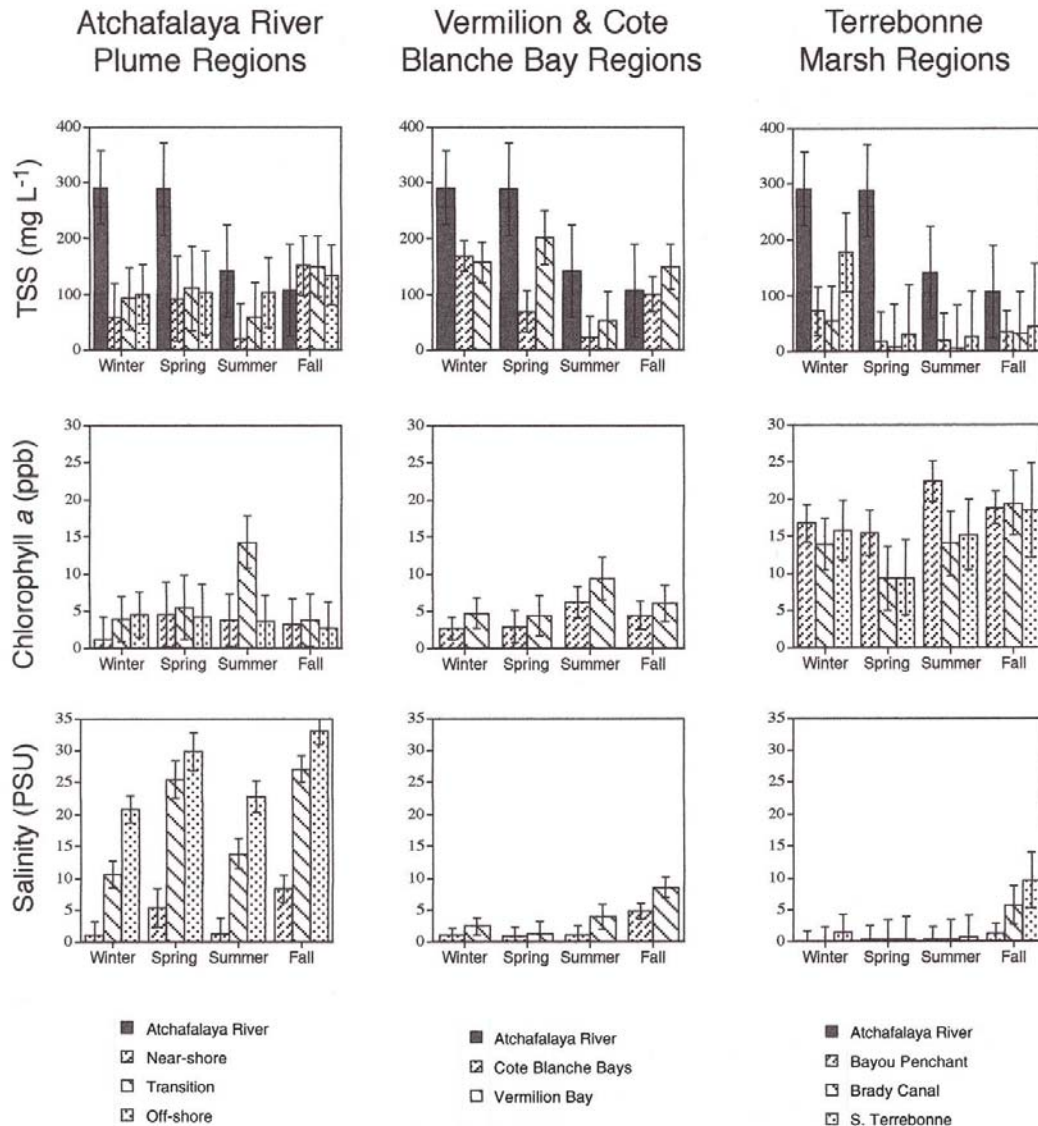 Atchafalaya River
Plume Regions
Vermilion & Cote
Blanche Bay Regions
Terrebonne
Marsh Regions
TSS (mg L⁻¹)
400
300
200
100
0
Winter Spring Summer Fall
400
300
200
100
0
Winter Spring Summer Fall
400
300
200
100
0
Winter Spring Summer Fall
Chlorophyll a (ppb)
30
25
20
15
10
5
0
Winter Spring Summer Fall
30
25
20
15
10
5
0
Winter Spring Summer Fall
30
25
20
15
10
5
0
Winter Spring Summer Fall
Salinity (PSU)
35
30
25
20
15
10
5
0
Winter Spring Summer Fall
35
30
25
20
15
10
5
0
Winter Spring Summer Fall
35
30
25
20
15
10
5
0
Winter Spring Summer Fall
Atchafalaya River
Near-shore
Transition
Off-shore
Atchafalaya River
Cote Blanche Bays
Vermilion Bay
Atchafalaya River
Bayou Penchant
Brady Canal
S. Terrebonne